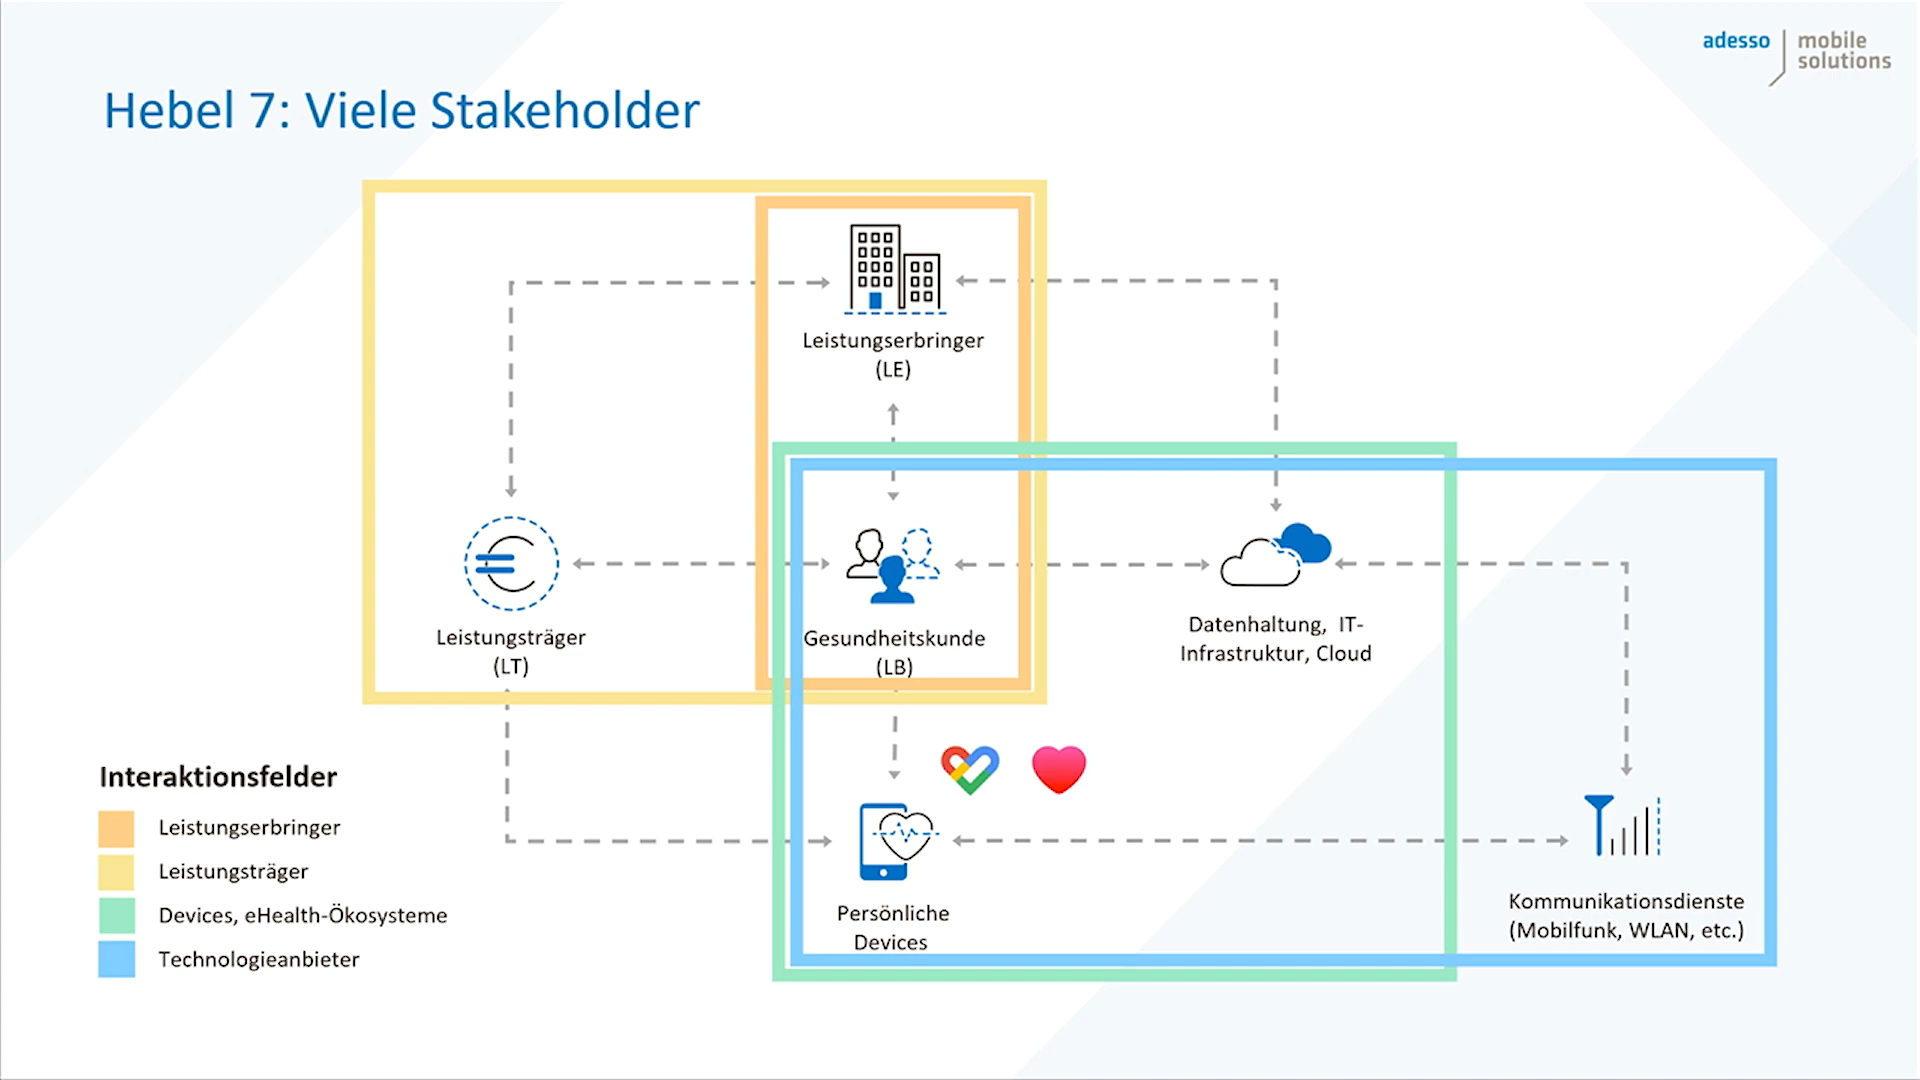 adesso
mobile
solutions
Hebel 7: Viele Stakeholder
Leistungserbringer
(LE)
Leistungsträger
(LT)
Gesundheitskunde
(LB)
Datenhaltung, IT-
Infrastruktur, Cloud
Persönliche
Devices
Kommunikationsdienste
(Mobilfunk, WLAN, etc.)
Interaktionsfelder
Leistungserbringer
Leistungsträger
Devices, eHealth-Ökosysteme
Technologieanbieter